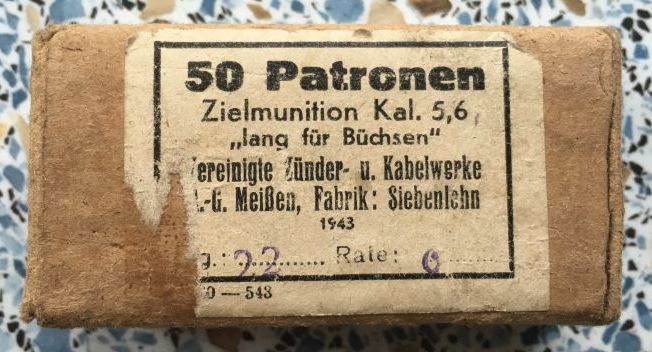 50 Patronen
Zielmunition Kal. 5,6
„lang für Büchsen“
ereinigte Zünder- u. Kabelwerke
.-G. Meißen, Fabrik: Siebenlehn
1943
g.: 22 Rate: 6
0 — 543